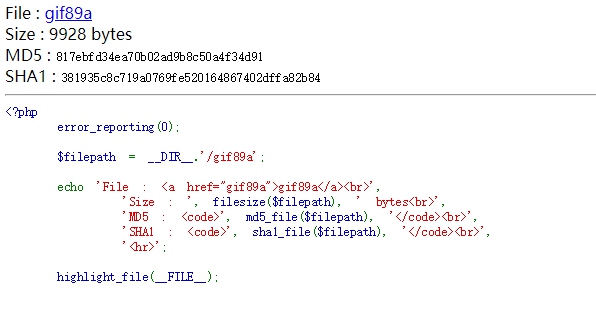 File : gif89a
Size : 9928 bytes
MD5 : 817ebfd34ea70b02ad9b8c50a4f34d91
SHA1 : 381935c8c719a0769fe520164867402dffa82b84
<?php
error_reporting(0);
$filepath = __DIR__.'/gif89a';
echo 'File : <a href="gif89a">gif89a</a><br>',
'Size : ', filesize($filepath), ' bytes<br>',
'MD5 : <code>', md5_file($filepath), '</code><br>',
'SHA1 : <code>', sha1_file($filepath), '</code><br>',
'<hr>';
highlight_file(__FILE__);